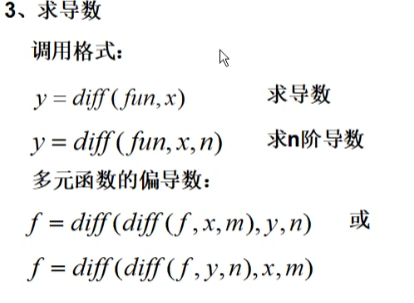 3、求导数
调用格式：
y = diff(fun,x) 求导数
y = diff(fun,x,n) 求n阶导数
多元函数的偏导数：
f = diff(diff(f,x,m),y,n) 或
f = diff(diff(f,y,n),x,m)